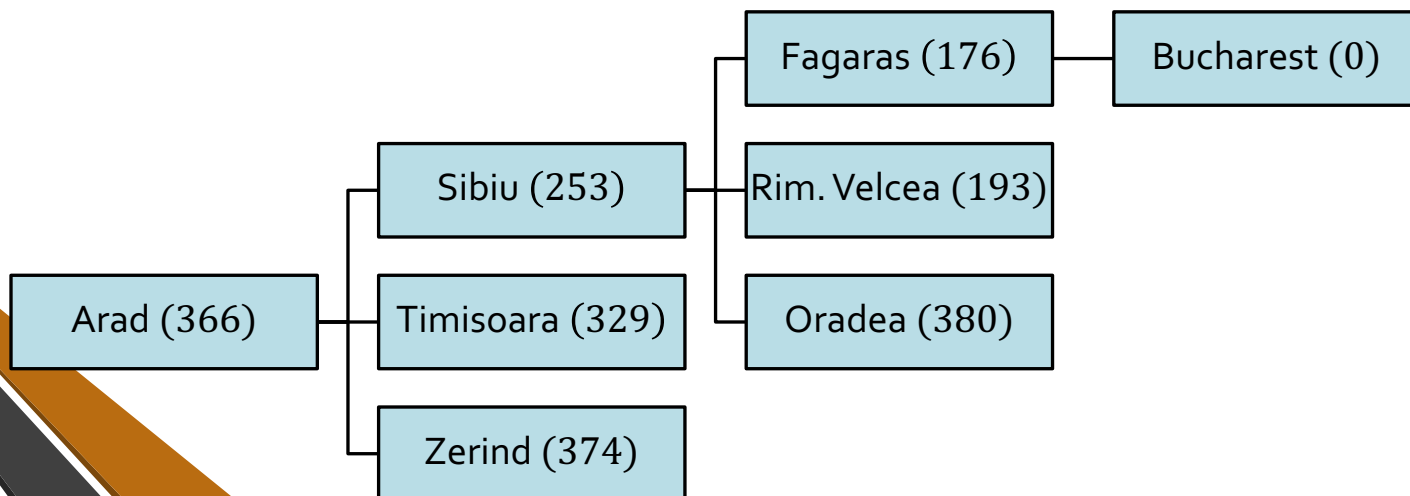 Fagaras (176)
Bucharest (0)
Sibiu (253)
Rim. Velcea (193)
Arad (366)
Timisoara (329)
Oradea (380)
Zerind (374)